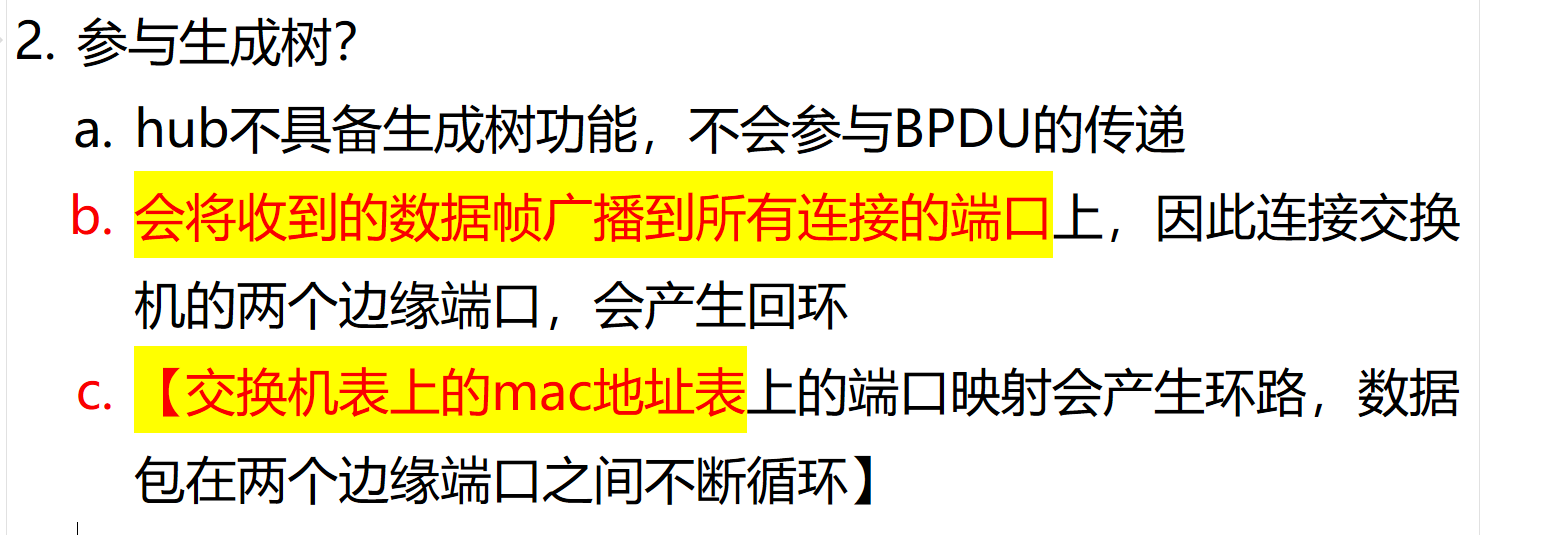 2. 参与生成树？
a. hub不具备生成树功能，不会参与BPDU的传递
b. 会将收到的数据帧广播到所有连接的端口上，因此连接交换
机的两个边缘端口，会产生回环
c. 【交换机表上的mac地址表上的端口映射会产生环路，数据
包在两个边缘端口之间不断循环】